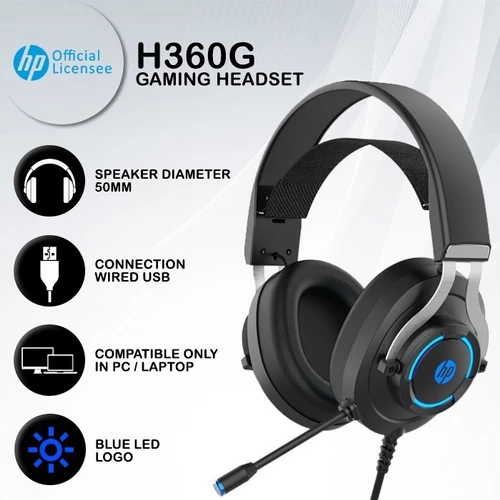 hp Official
Licensee
H360G
GAMING HEADSET
SPEAKER DIAMETER
50MM
CONNECTION
WIRED USB
COMPATIBLE ONLY
IN PC / LAPTOP
BLUE LED
LOGO
hp
hp